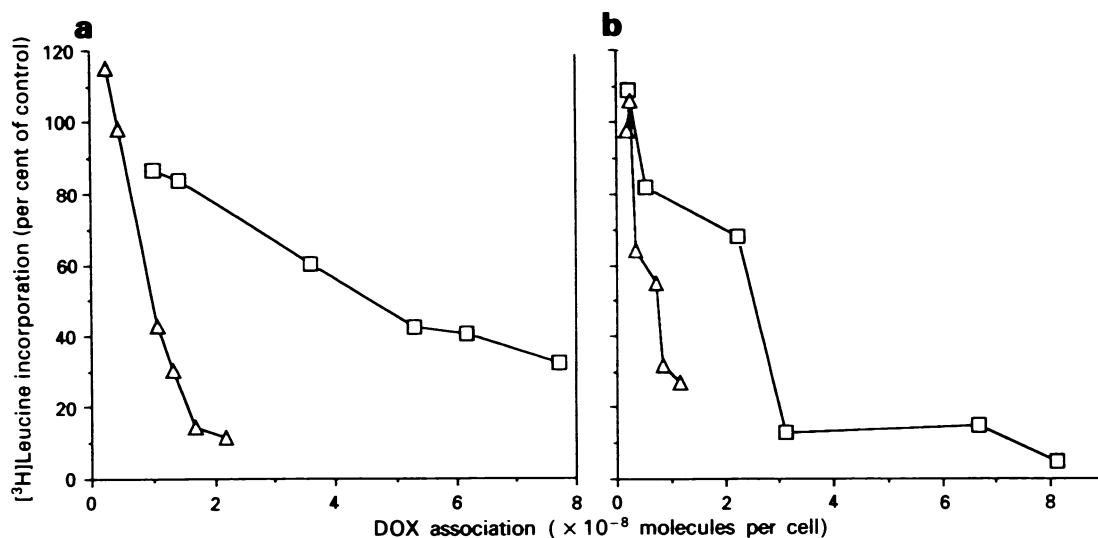 a
b
[³H]Leucine incorporation (per cent of control)
120
100
80
60
40
20
0
0 2 4 6 8
0 2 4 6 8
DOX association (×10⁻⁸ molecules per cell)